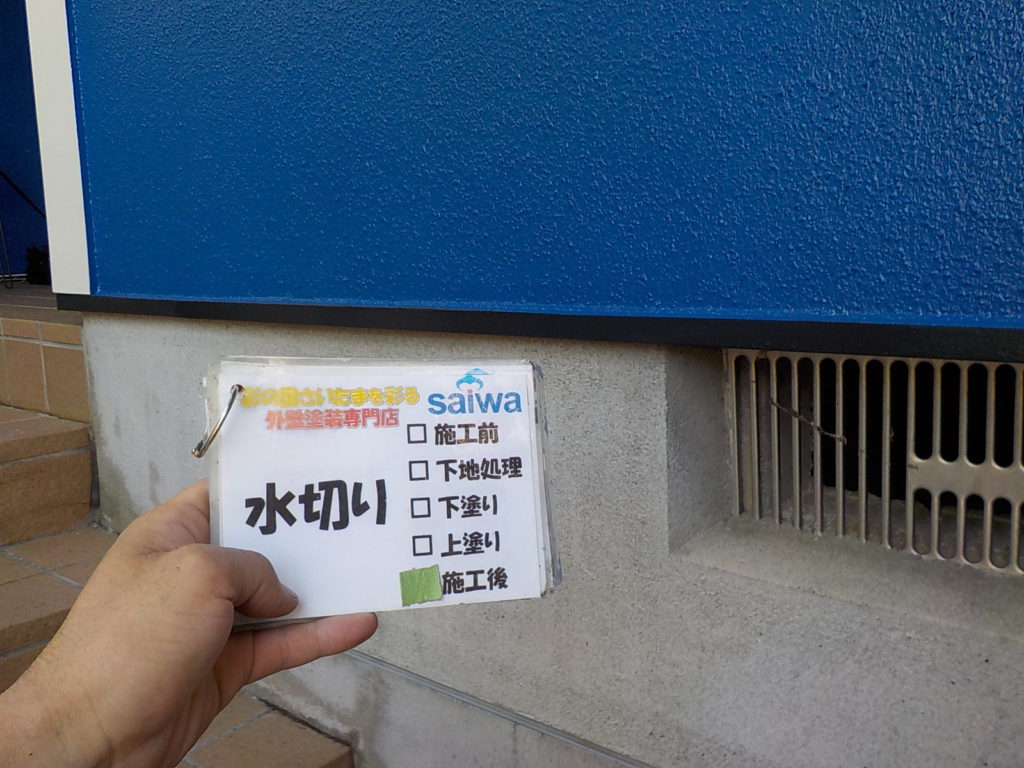 彩の国さいたまを彩る
外壁塗装専門店
saiwa
水切り
□ 施工前
□ 下地処理
□ 下塗り
□ 上塗り
施工後